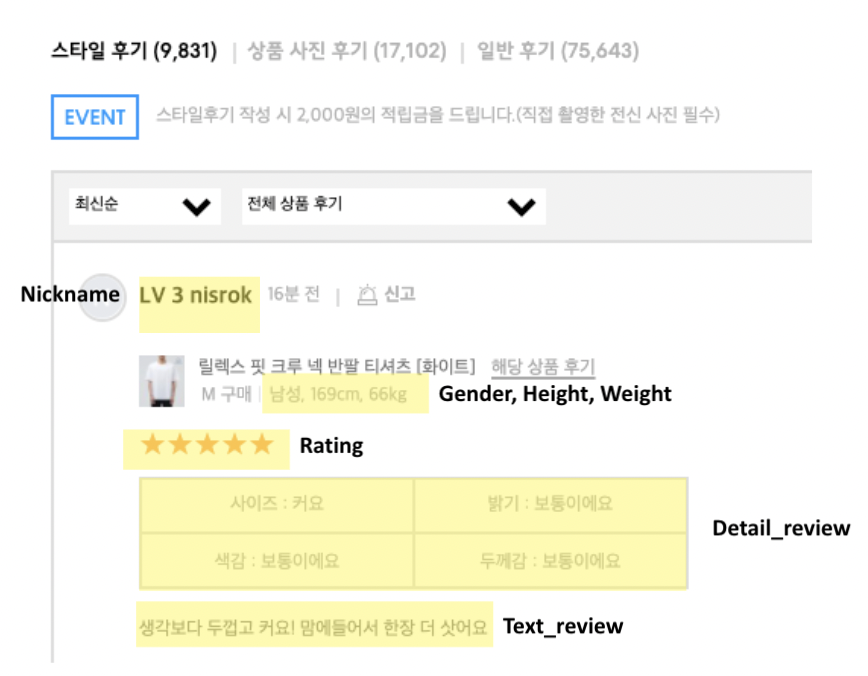 스타일 후기 (9,831) | 상품 사진 후기 (17,102) | 일반 후기 (75,643)
EVENT 스타일후기 작성 시 2,000원의 적립금을 드립니다.(직접 촬영한 전신 사진 필수)
최신순 전체 상품 후기
Nickname LV 3 nisrok 16분 전 | 신고
릴렉스 핏 크루 넥 반팔 티셔츠 [화이트] 해당 상품 후기
M 구매 | 남성, 169cm, 66kg Gender, Height, Weight
★★★★★ Rating
사이즈 : 커요 밝기 : 보통이에요
Detail_review
색감 : 보통이에요 두께감 : 보통이에요
생각보다 두껍고 커요! 맘에들어서 한장 더 삿어요 Text_review